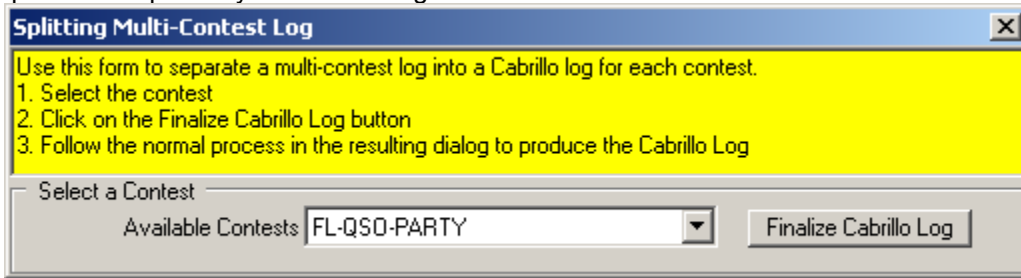 Splitting Multi-Contest Log
Use this form to separate a multi-contest log into a Cabrillo log for each contest.
1. Select the contest
2. Click on the Finalize Cabrillo Log button
3. Follow the normal process in the resulting dialog to produce the Cabrillo Log
Select a Contest
Available Contests FL-QSO-PARTY Finalize Cabrillo Log